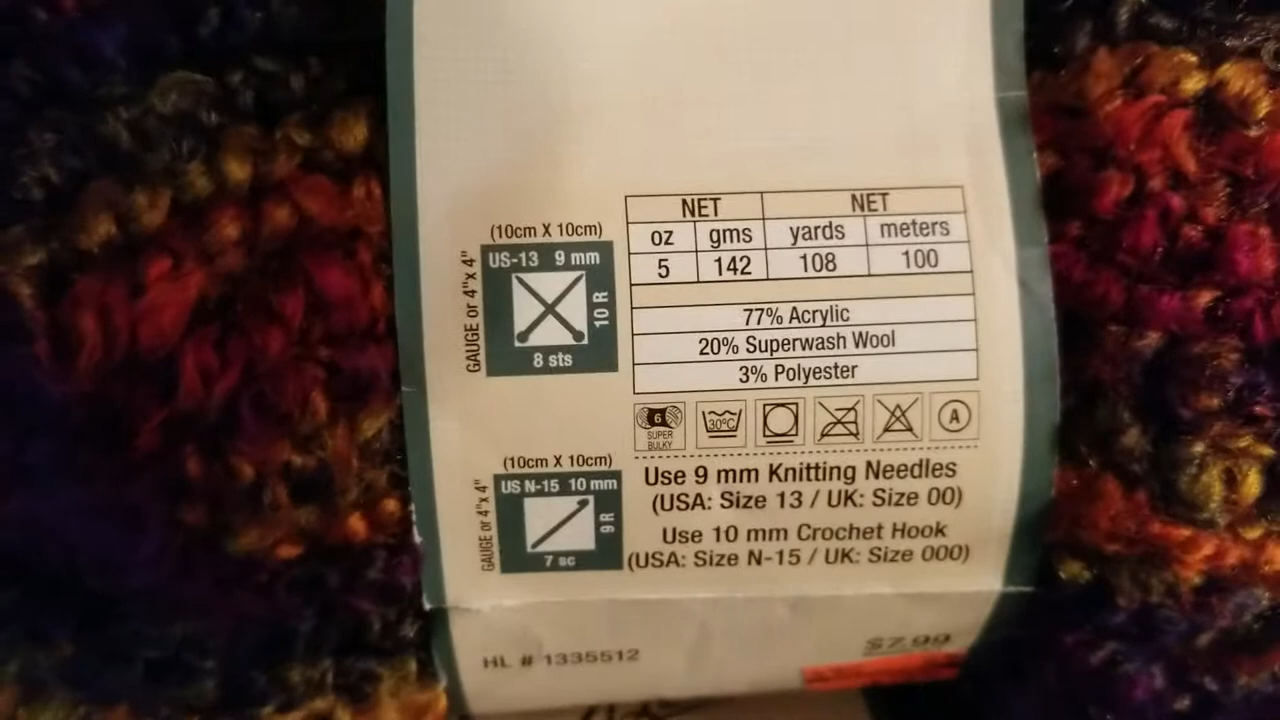 (10cm X 10cm)
GAUGE or 4"x 4"
US-13 9 mm
10 R
8 sts
NET NET
oz gms yards meters
5 142 108 100
77% Acrylic
20% Superwash Wool
3% Polyester
6
SUPER
BULKY
30°C
A
(10cm X 10cm)
GAUGE or 4"x 4"
US N-15 10 mm
9 R
7 sc
Use 9 mm Knitting Needles
(USA: Size 13 / UK: Size 00)
Use 10 mm Crochet Hook
(USA: Size N-15 / UK: Size 000)
HL # 1335512
$7.99